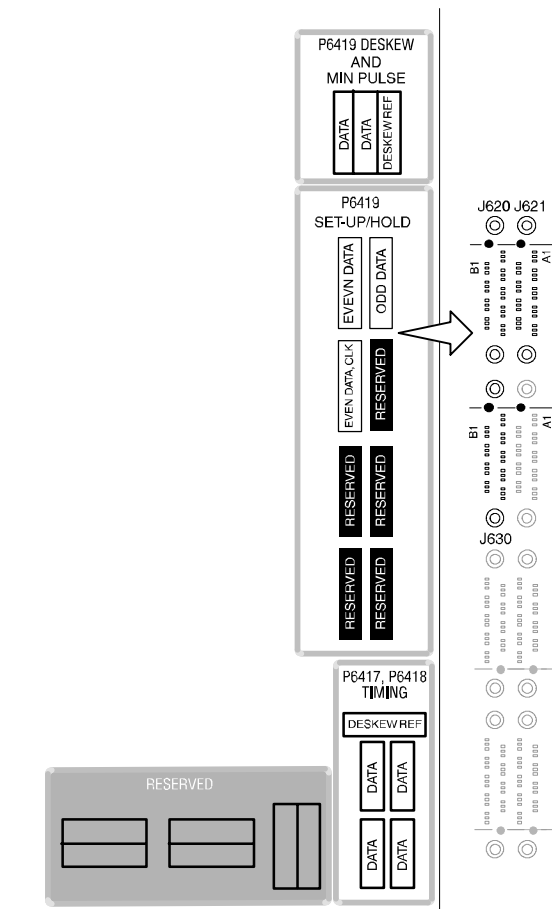 P6419 DESKEW
AND
MIN PULSE
DATA
DATA
DESKEW REF
P6419
SET-UP/HOLD
EVEVN DATA
ODD DATA
EVEN DATA, CLK
RESERVED
RESERVED
RESERVED
RESERVED
RESERVED
P6417, P6418
TIMING
DESKEW REF
DATA
DATA
DATA
DATA
RESERVED
J620 J621
B1
A1
B1
A1
J630